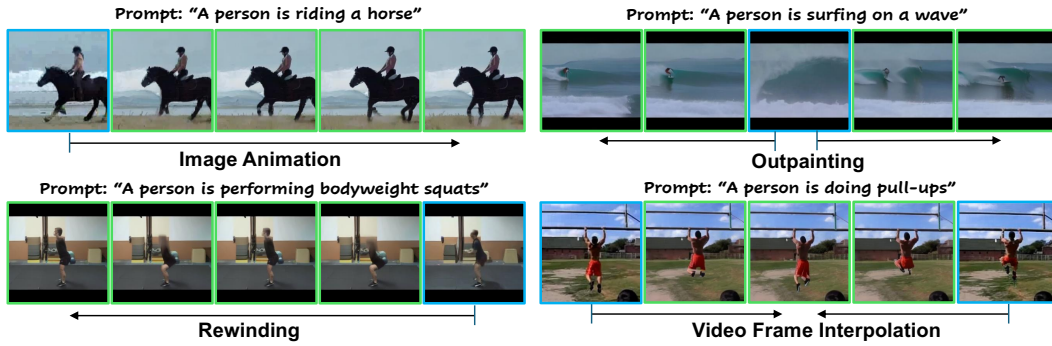 Prompt: “A person is riding a horse”
Image Animation
Prompt: “A person is surfing on a wave”
Outpainting
Prompt: “A person is performing bodyweight squats”
Rewinding
Prompt: “A person is doing pull-ups”
Video Frame Interpolation